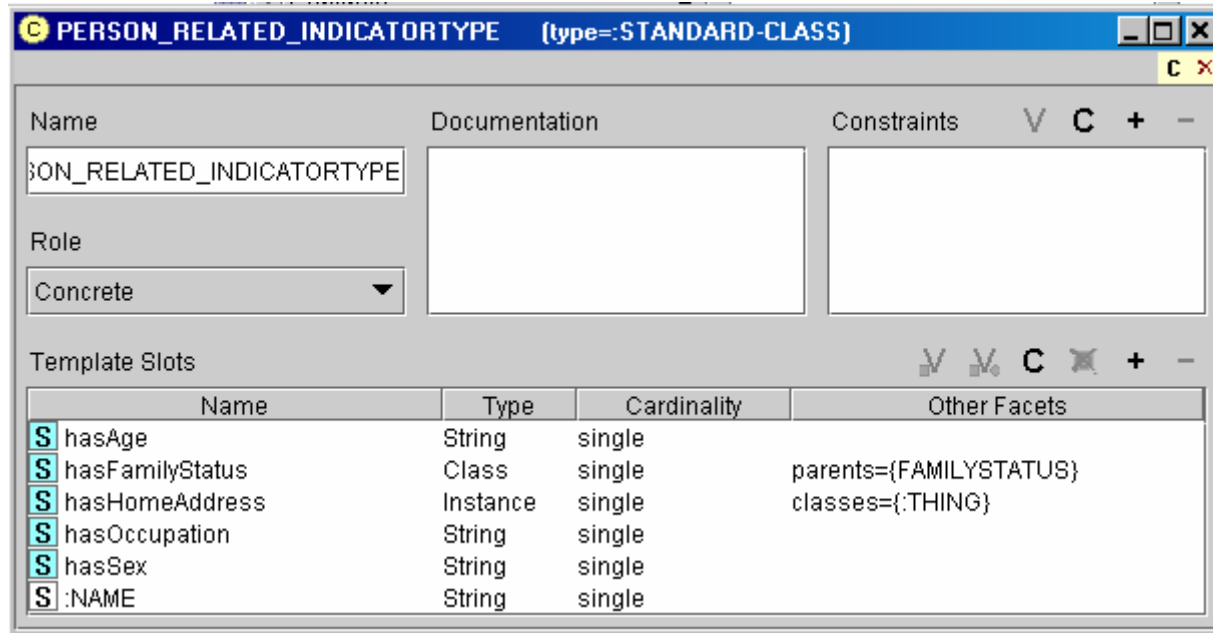 C PERSON_RELATED_INDICATORTYPE (type=:STANDARD-CLASS)
C ×
Name Documentation Constraints V C + −
SON_RELATED_INDICATORTYPE
Role
Concrete
Template Slots V V C + −
Name Type Cardinality Other Facets
S hasAge String single
S hasFamilyStatus Class single parents={FAMILYSTATUS}
S hasHomeAddress Instance single classes={:THING}
S hasOccupation String single
S hasSex String single
S :NAME String single